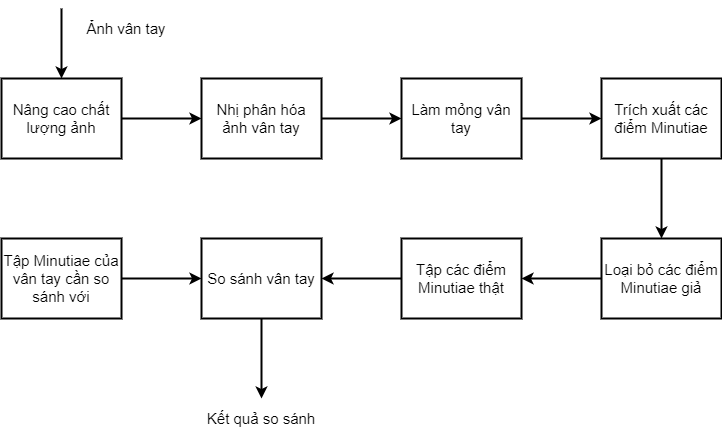 Ảnh vân tay
Nâng cao chất
lượng ảnh
Nhị phân hóa
ảnh vân tay
Làm mỏng vân
tay
Trích xuất các
điểm Minutiae
Tập Minutiae của
vân tay cần so
sánh với
So sánh vân tay
Tập các điểm
Minutiae thật
Loại bỏ các điểm
Minutiae giả
Kết quả so sánh